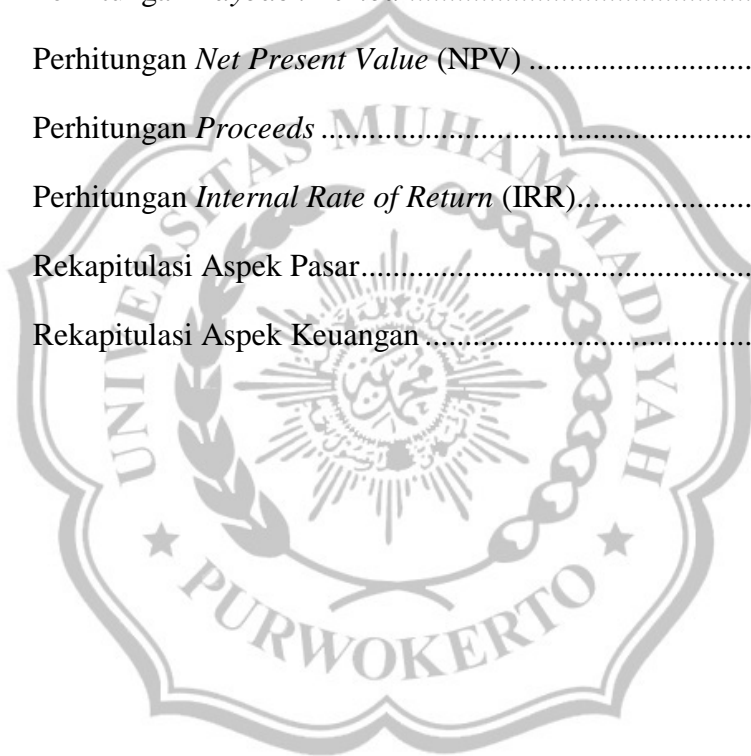 Perhitungan Net Present Value (NPV) ...........................
Perhitungan Proceeds ......................................................
Perhitungan Internal Rate of Return (IRR)......................
Rekapitulasi Aspek Pasar..................................................
Rekapitulasi Aspek Keuangan ..........................................
UNIVERSITAS MUHAMMADIYAH
PURWOKERTO